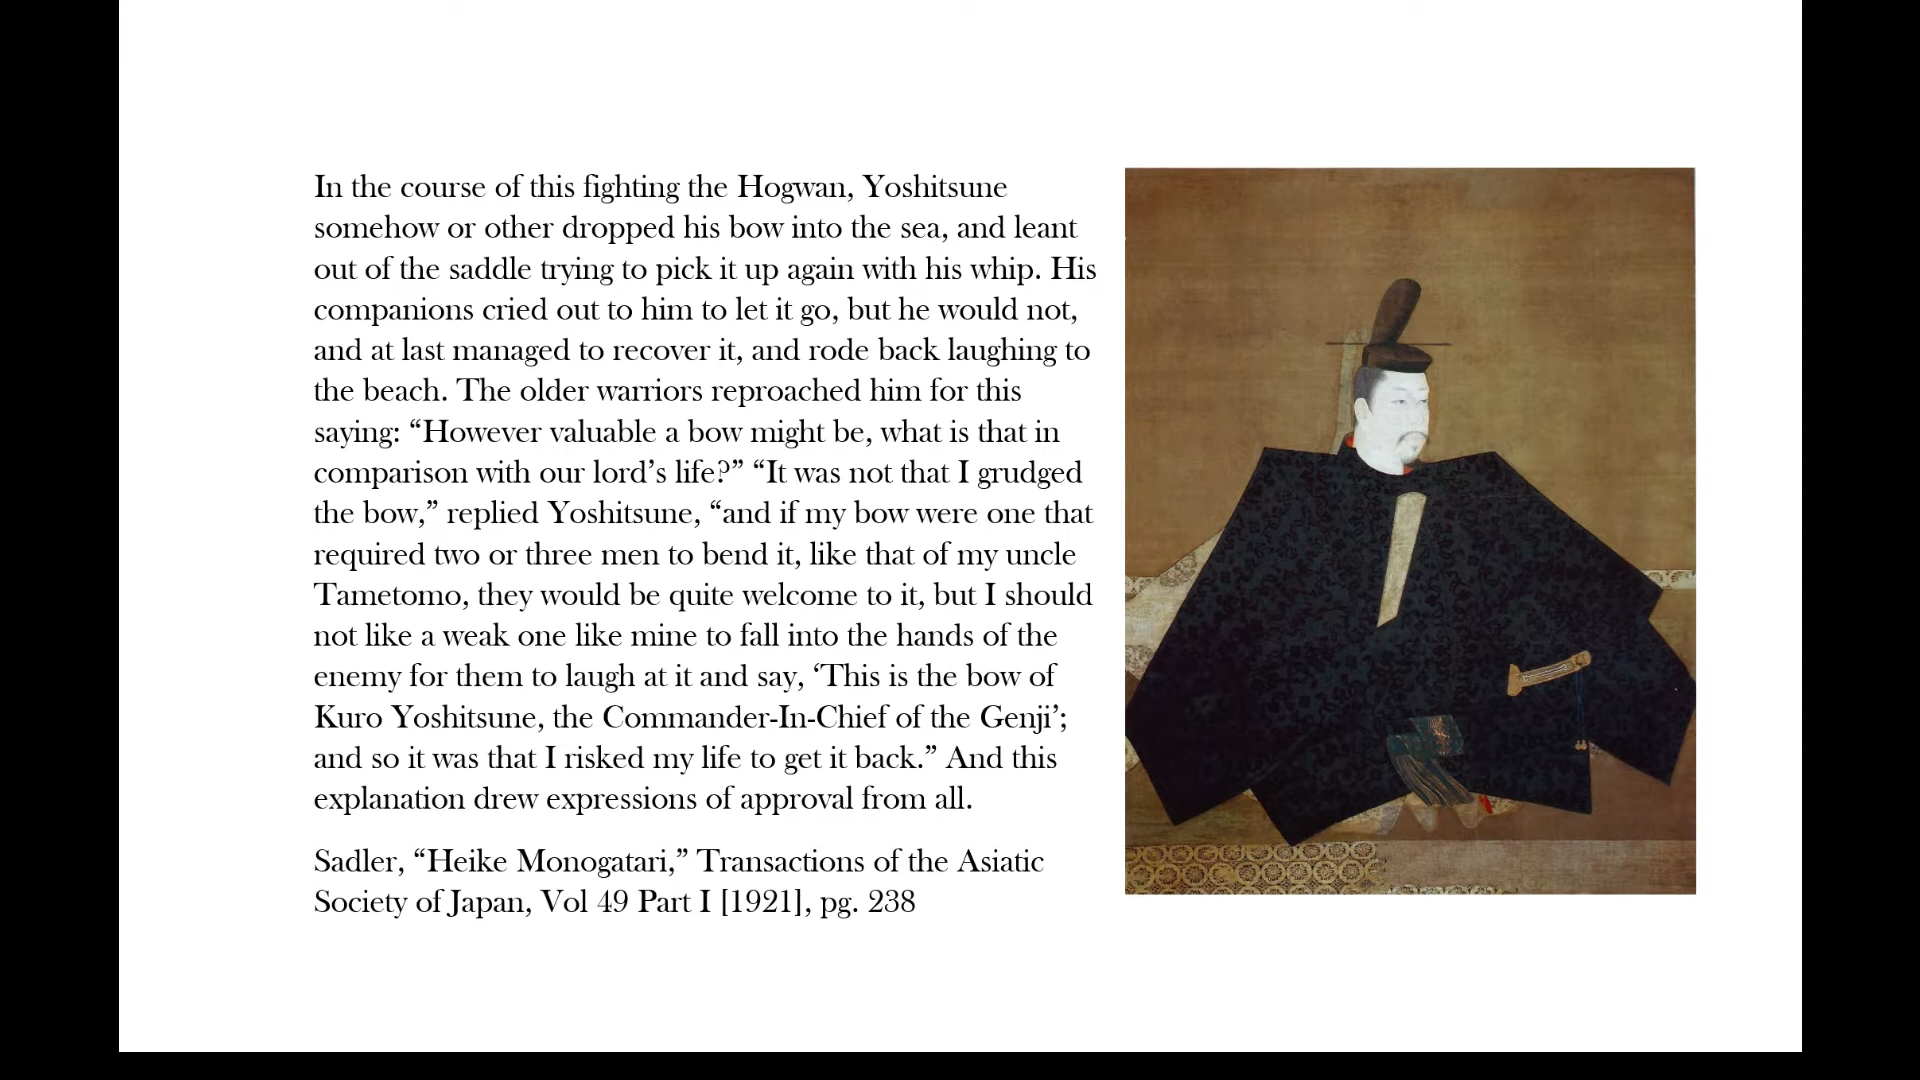 In the course of this fighting the Hogwan, Yoshitsune
somehow or other dropped his bow into the sea, and leant
out of the saddle trying to pick it up again with his whip. His
companions cried out to him to let it go, but he would not,
and at last managed to recover it, and rode back laughing to
the beach. The older warriors reproached him for this
saying: “However valuable a bow might be, what is that in
comparison with our lord’s life?” “It was not that I grudged
the bow,” replied Yoshitsune, “and if my bow were one that
required two or three men to bend it, like that of my uncle
Tametomo, they would be quite welcome to it, but I should
not like a weak one like mine to fall into the hands of the
enemy for them to laugh at it and say, ‘This is the bow of
Kuro Yoshitsune, the Commander-In-Chief of the Genji’;
and so it was that I risked my life to get it back.” And this
explanation drew expressions of approval from all.
Sadler, “Heike Monogatari,” Transactions of the Asiatic
Society of Japan, Vol 49 Part I [1921], pg. 238